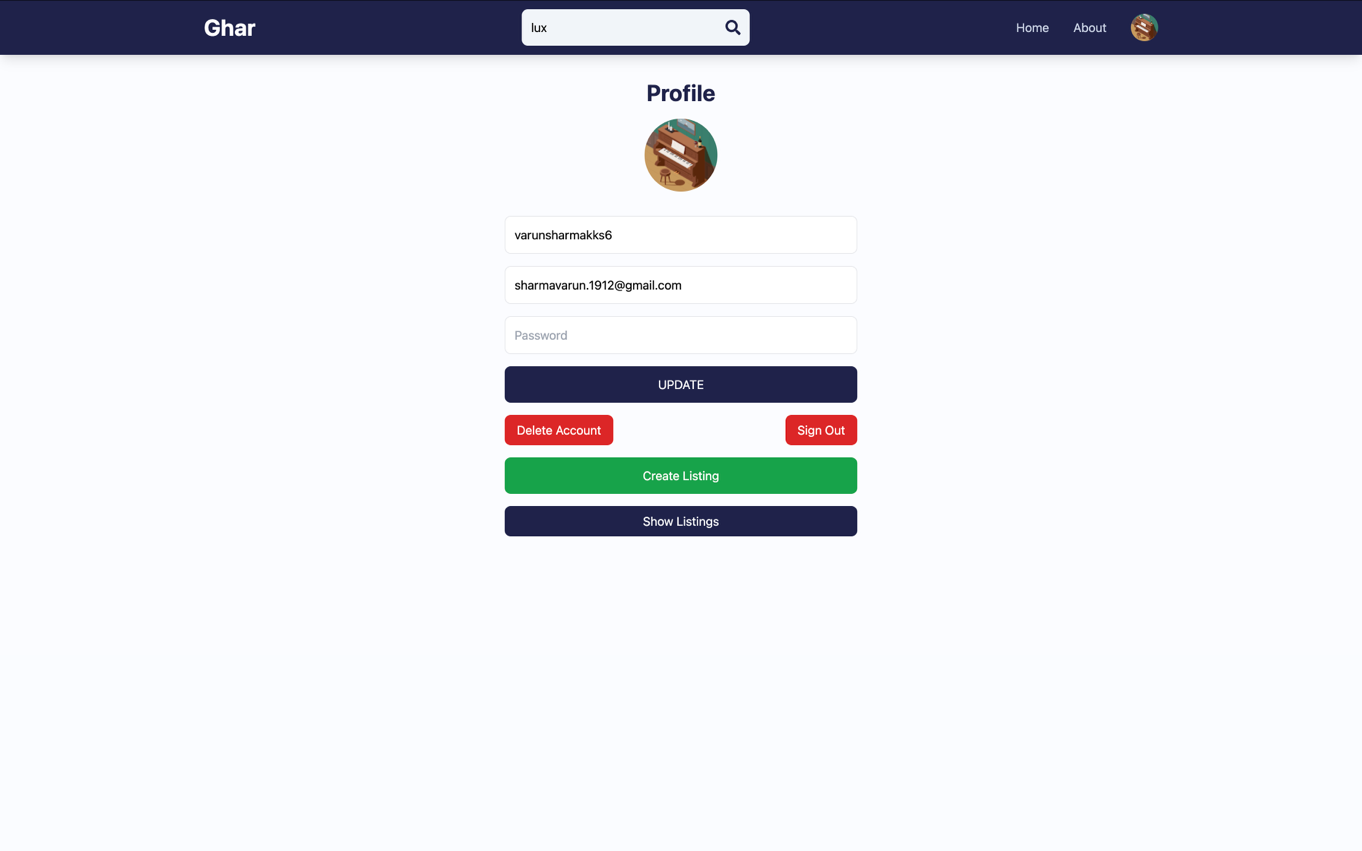 Ghar
lux
Home
About
Profile
varunsharmakks6
sharmavarun.1912@gmail.com
Password
UPDATE
Delete Account
Sign Out
Create Listing
Show Listings